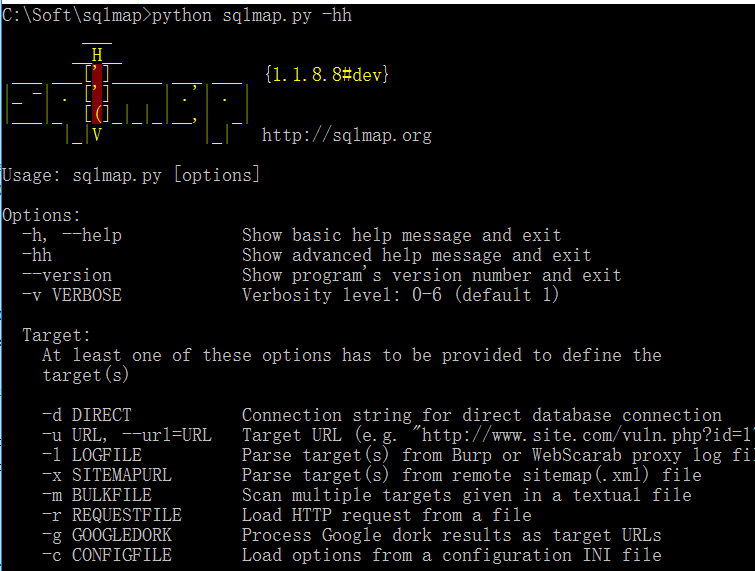 C:\Soft\sqlmap>python sqlmap.py -hh
{1.1.8.8#dev}
http://sqlmap.org
Usage: sqlmap.py [options]
Options:
-h, --help Show basic help message and exit
-hh Show advanced help message and exit
--version Show program's version number and exit
-v VERBOSE Verbosity level: 0-6 (default 1)
Target:
At least one of these options has to be provided to define the
target(s)
-d DIRECT Connection string for direct database connection
-u URL, --url=URL Target URL (e.g. "http://www.site.com/vuln.php?id=1
-l LOGFILE Parse target(s) from Burp or WebScarab proxy log fi
-x SITEMAPURL Parse target(s) from remote sitemap(.xml) file
-m BULKFILE Scan multiple targets given in a textual file
-r REQUESTFILE Load HTTP request from a file
-g GOOGLEDORK Process Google dork results as target URLs
-c CONFIGFILE Load options from a configuration INI file